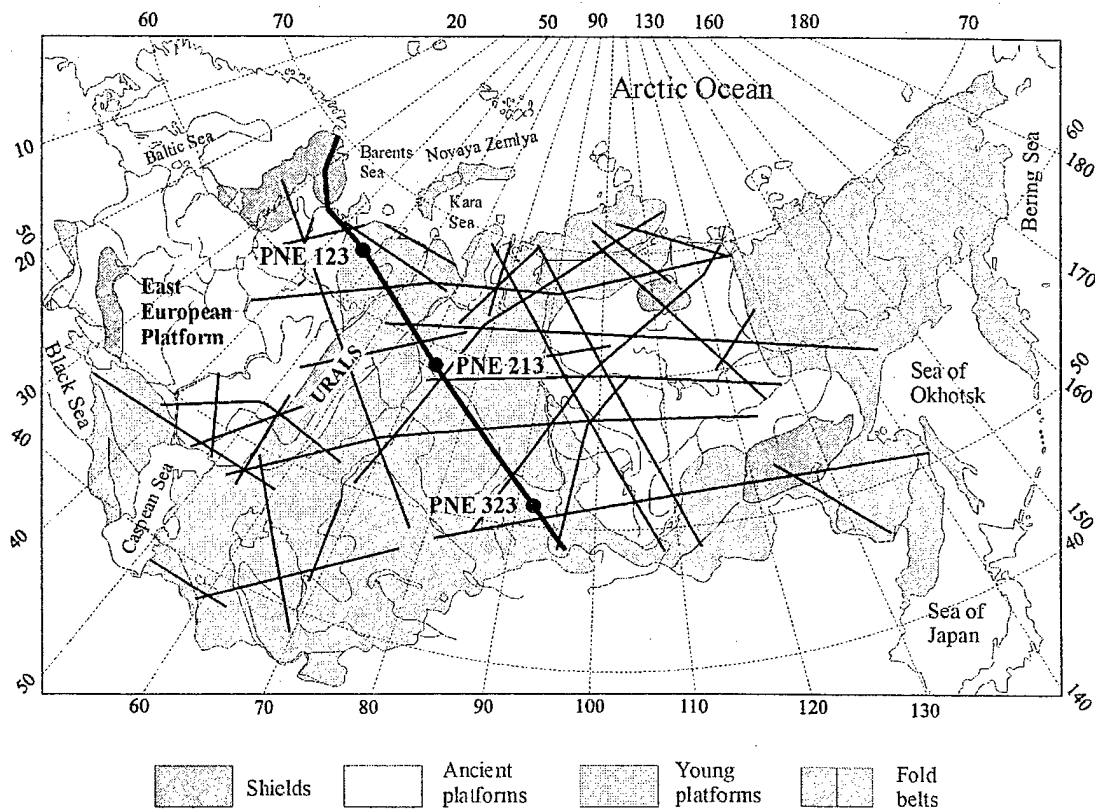 60 70 20 50 90 130 160 180 70
Arctic Ocean
10
Baltic Sea
Barents
Sea
Novaya Zemlya
Kara
Sea
60
180
Bering Sea
50
20
PNE 123
East
European
Platform
170
Black Sea
30
URALS
PNE 213
Sea of
Okhotsk
50
160
40
Caspean Sea
PNE 323
40
150
40
Sea of
Japan
50
60 70 80 90 100 110 120 130
140
Shields
Ancient
platforms
Young
platforms
Fold
belts